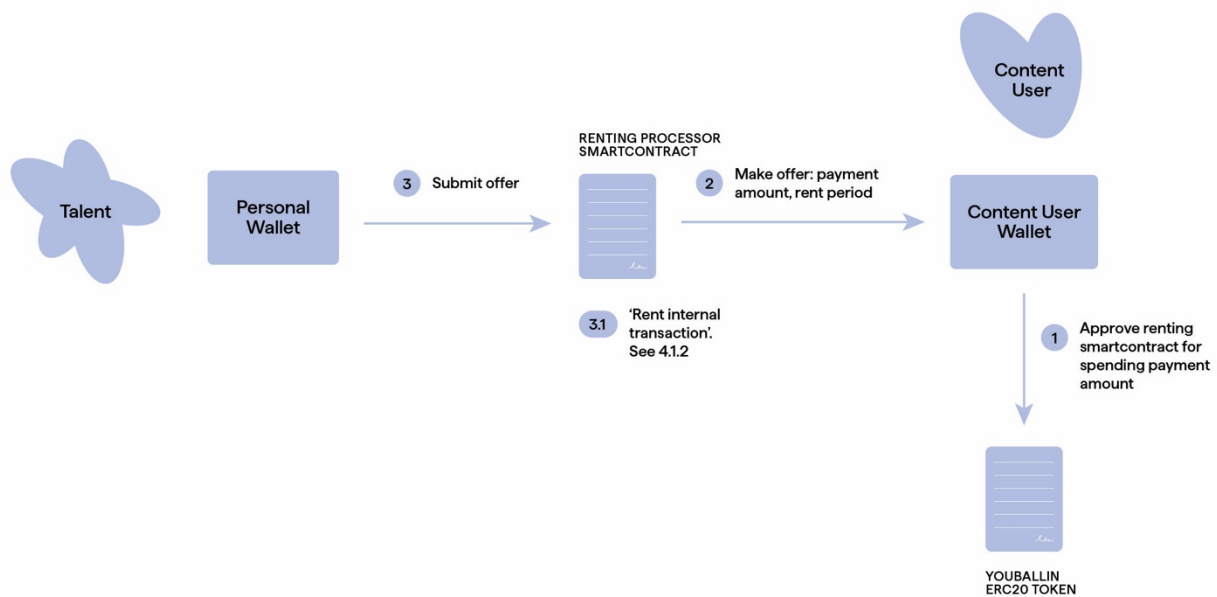 Content
User
RENTING PROCESSOR
SMARTCONTRACT
Talent
Personal
Wallet
3 Submit offer
2 Make offer: payment
amount, rent period
Content User
Wallet
3.1 ‘Rent internal
transaction’.
See 4.1.2
1 Approve renting
smartcontract for
spending payment
amount
YOUBALLIN
ERC20 TOKEN